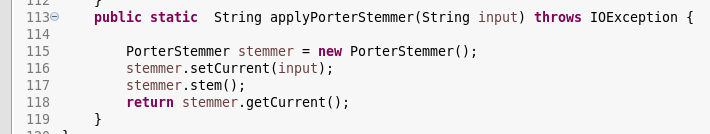 112 }
113 public static  String applyPorterStemmer(String input) throws IOException {
114
115 PorterStemmer stemmer = new PorterStemmer();
116 stemmer.setCurrent(input);
117 stemmer.stem();
118 return stemmer.getCurrent();
119 }
120 }